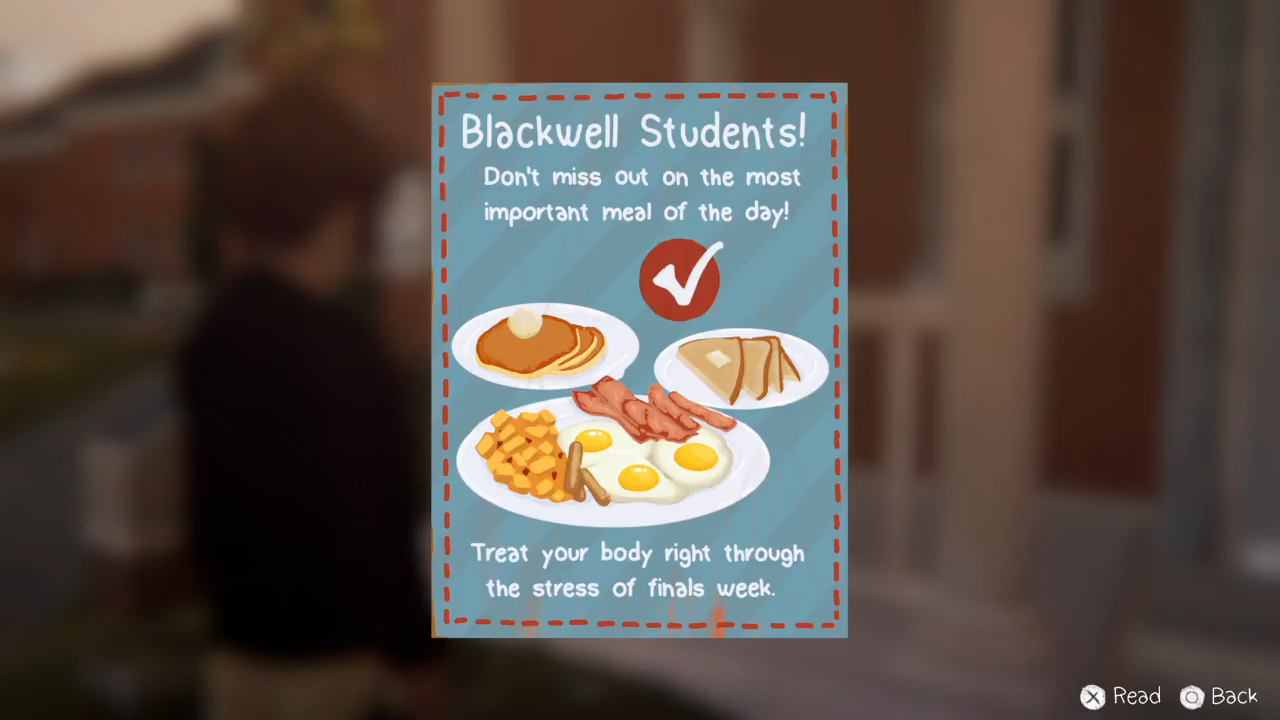 Blackwell Students!
Don't miss out on the most
important meal of the day!
Treat your body right through
the stress of finals week.
Read
Back